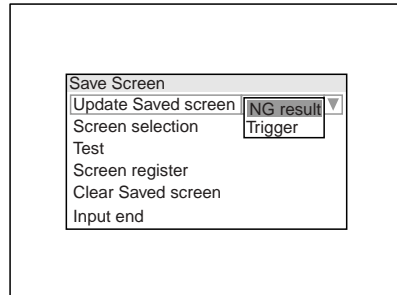 Save Screen
Update Saved screen NG result ▼
Screen selection Trigger
Test
Screen register
Clear Saved screen
Input end